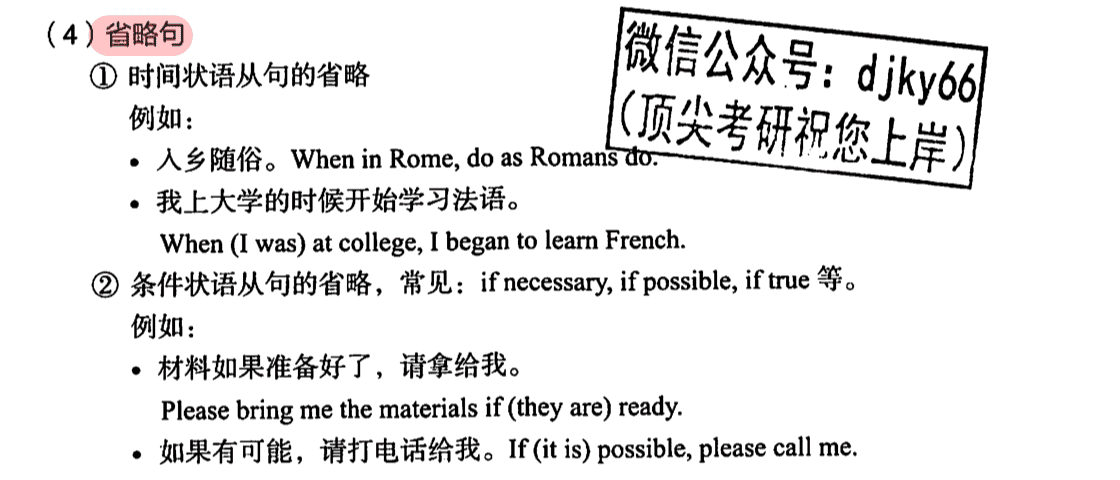 （4）省略句
① 时间状语从句的省略
例如：
• 入乡随俗。When in Rome, do as Romans do.
• 我上大学的时候开始学习法语。
When (I was) at college, I began to learn French.
② 条件状语从句的省略，常见：if necessary, if possible, if true 等。
例如：
• 材料如果准备好了，请拿给我。
Please bring me the materials if (they are) ready.
• 如果有可能，请打电话给我。If (it is) possible, please call me.
微信公众号：djky66
（顶尖考研祝您上岸）